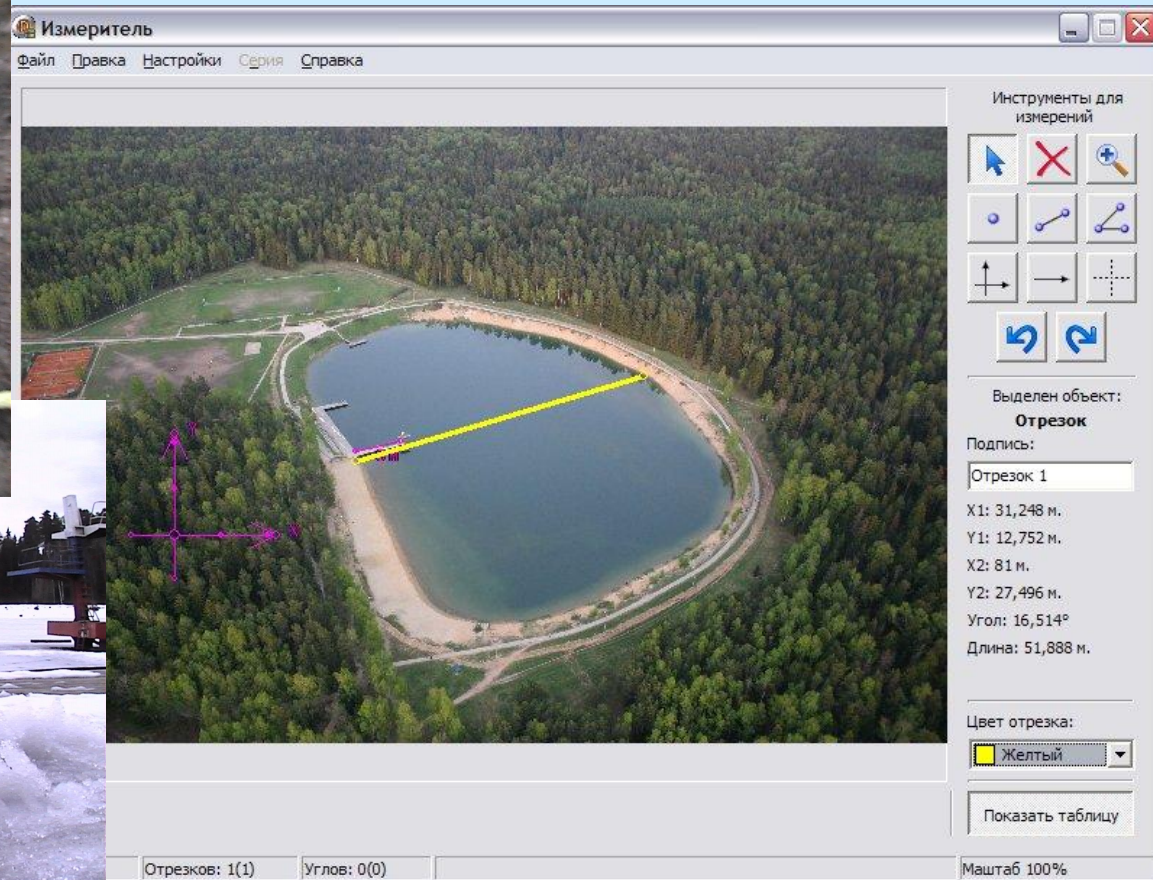 Измеритель
Файл Правка Настройки Серия Справка
Инструменты для
измерений
Выделен объект:
Отрезок
Подпись:
Отрезок 1
X1: 31,248 м.
Y1: 12,752 м.
X2: 81 м.
Y2: 27,496 м.
Угол: 16,514°
Длина: 51,888 м.
Цвет отрезка:
Желтый
Показать таблицу
Отрезков: 1(1) Углов: 0(0) Маштаб 100%